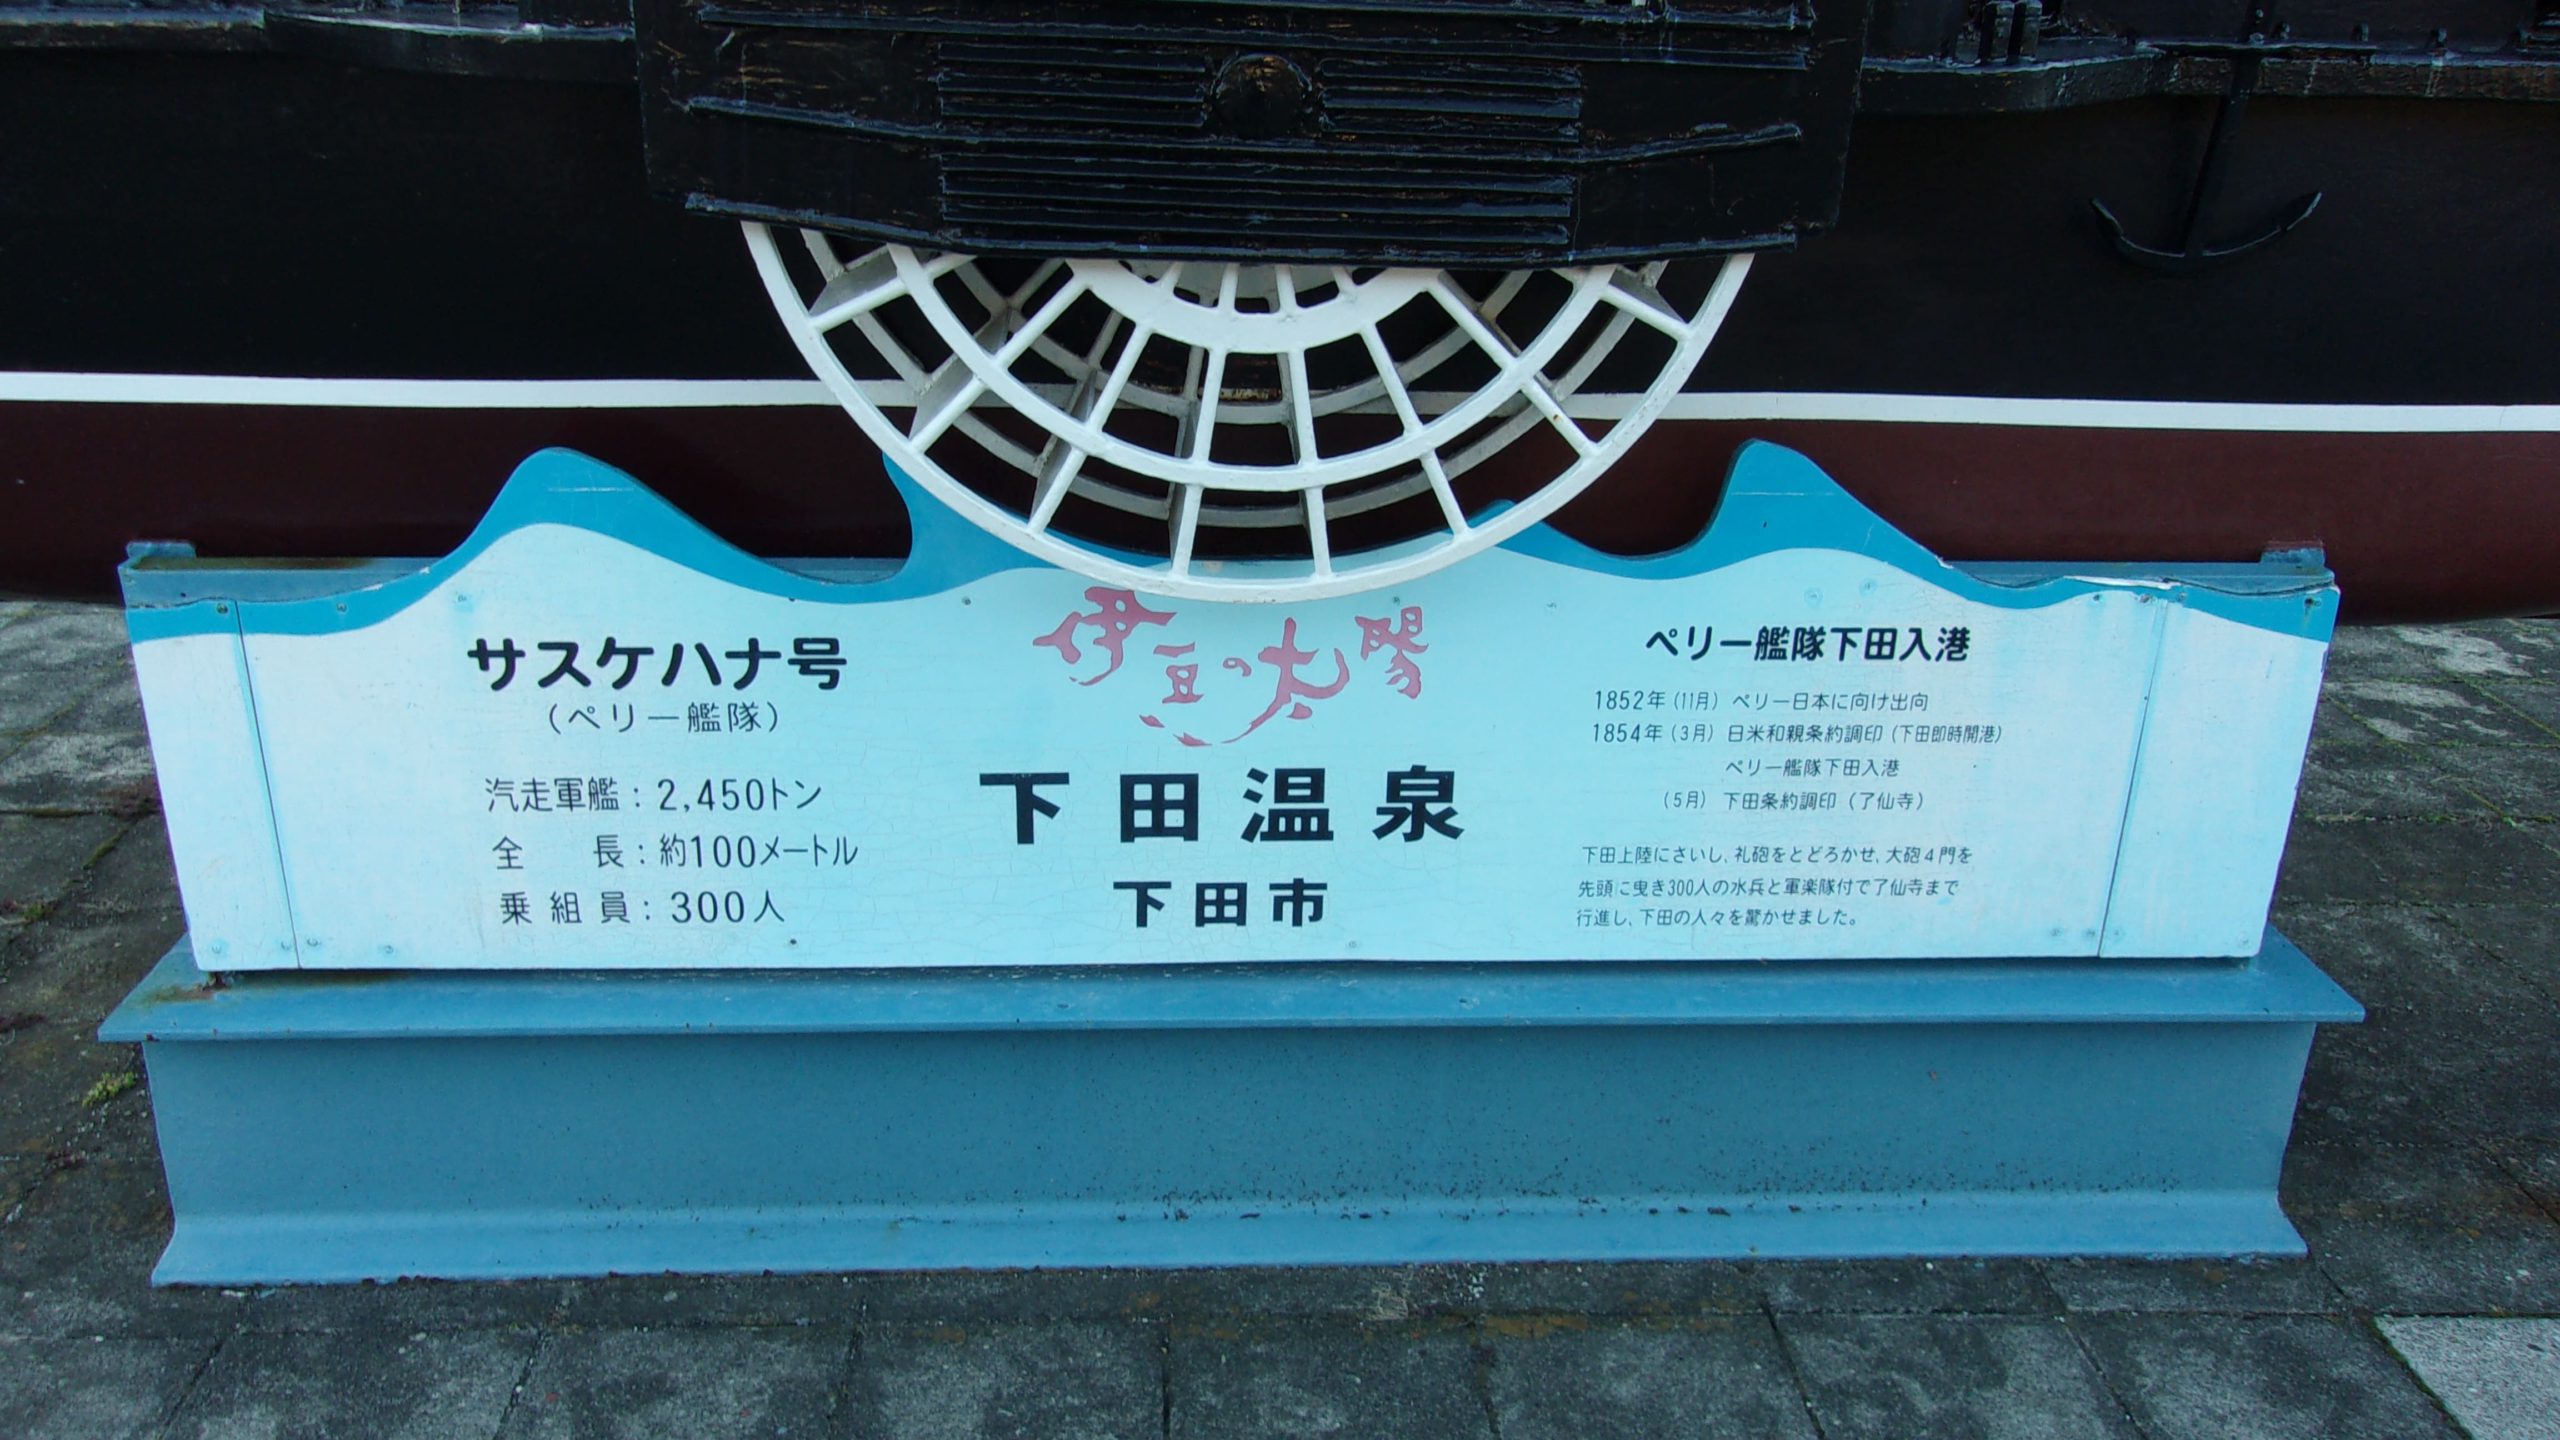 サスケハナ号
（ペリー艦隊）
汽走軍艦：2,450トン
全　　長：約100メートル
乗 組 員：300人
伊豆の太陽
下田温泉
下田市
ペリー艦隊下田入港
1852年（11月）ペリー日本に向け出向
1854年（3月）日米和親条約調印（下田即時開港）
ペリー艦隊下田入港
（5月）下田条約調印（了仙寺）
下田上陸にさいし、礼砲をとどろかせ、大砲4門を
先頭に曳き300人の水兵と軍楽隊付で了仙寺まで
行進し、下田の人々を驚かせました。